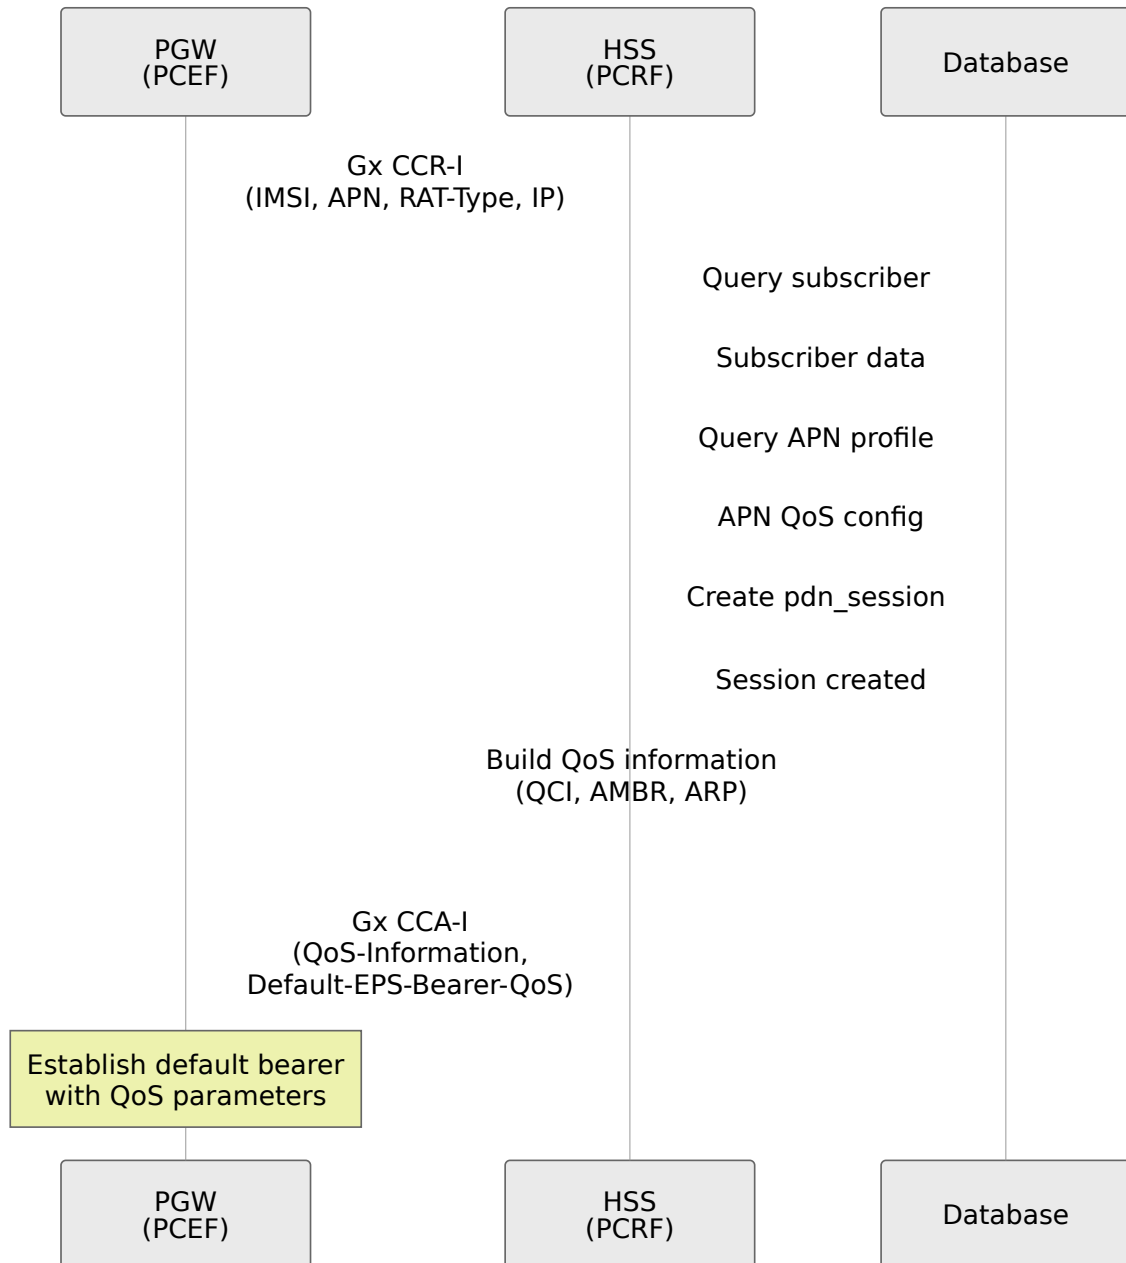 PGW
(PCEF)
HSS
(PCRF)
Database
Gx CCR-I
(IMSI, APN, RAT-Type, IP)
Query subscriber
Subscriber data
Query APN profile
APN QoS config
Create pdn_session
Session created
Build QoS information
(QCI, AMBR, ARP)
Gx CCA-I
(QoS-Information,
Default-EPS-Bearer-QoS)
Establish default bearer
with QoS parameters
PGW
(PCEF)
HSS
(PCRF)
Database